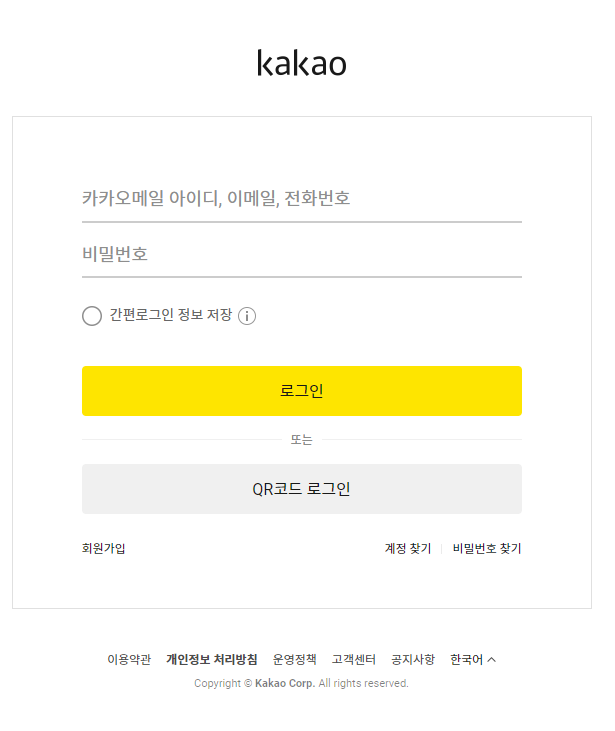 kakao
카카오메일 아이디, 이메일, 전화번호
비밀번호
간편로그인 정보 저장
로그인
또는
QR코드 로그인
회원가입 계정 찾기 비밀번호 찾기
이용약관 개인정보 처리방침 운영정책 고객센터 공지사항 한국어
Copyright © Kakao Corp. All rights reserved.